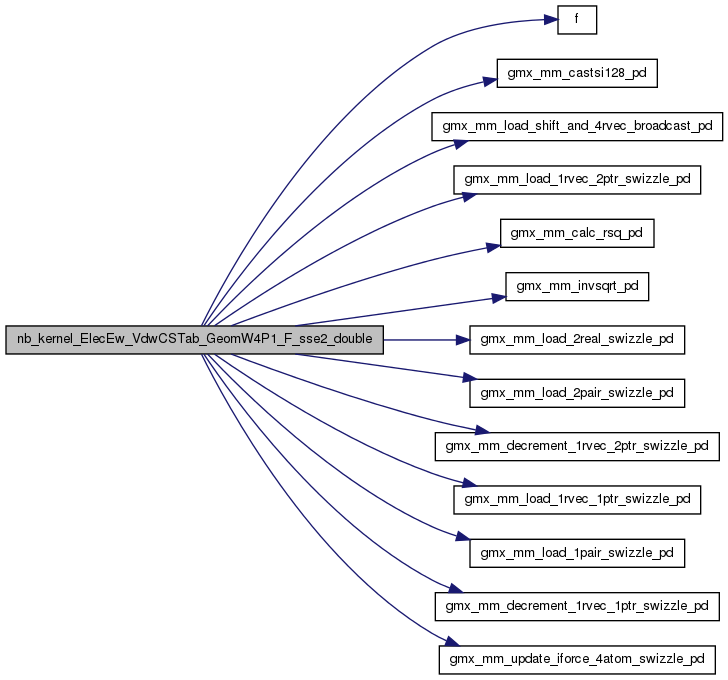 f
gmx_mm_castsi128_pd
gmx_mm_load_shift_and_4rvec_broadcast_pd
gmx_mm_load_1rvec_2ptr_swizzle_pd
gmx_mm_calc_rsq_pd
gmx_mm_invsqrt_pd
nb_kernel_ElecEw_VdwCSTab_GeomW4P1_F_sse2_double
gmx_mm_load_2real_swizzle_pd
gmx_mm_load_2pair_swizzle_pd
gmx_mm_decrement_1rvec_2ptr_swizzle_pd
gmx_mm_load_1rvec_1ptr_swizzle_pd
gmx_mm_load_1pair_swizzle_pd
gmx_mm_decrement_1rvec_1ptr_swizzle_pd
gmx_mm_update_iforce_4atom_swizzle_pd